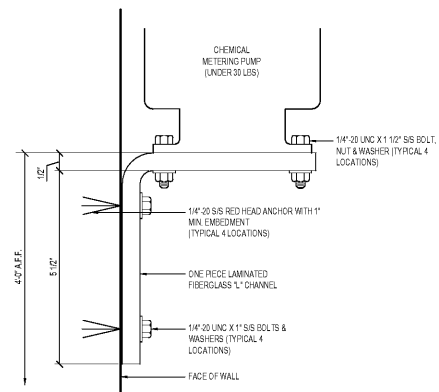 CHEMICAL
METERING PUMP
(UNDER 30 LBS)
1/4"-20 UNC X 1 1/2" S/S BOLT,
NUT & WASHER (TYPICAL 4
LOCATIONS)
1/2"
1/4"-20 S/S RED HEAD ANCHOR WITH 1"
MIN. EMBEDMENT
(TYPICAL 4 LOCATIONS)
4'-0" A.F.F.
5 1/2"
ONE PIECE LAMINATED
FIBERGLASS "L" CHANNEL
1/4"-20 UNC X 1" S/S BOLTS &
WASHERS (TYPICAL 4
LOCATIONS)
FACE OF WALL